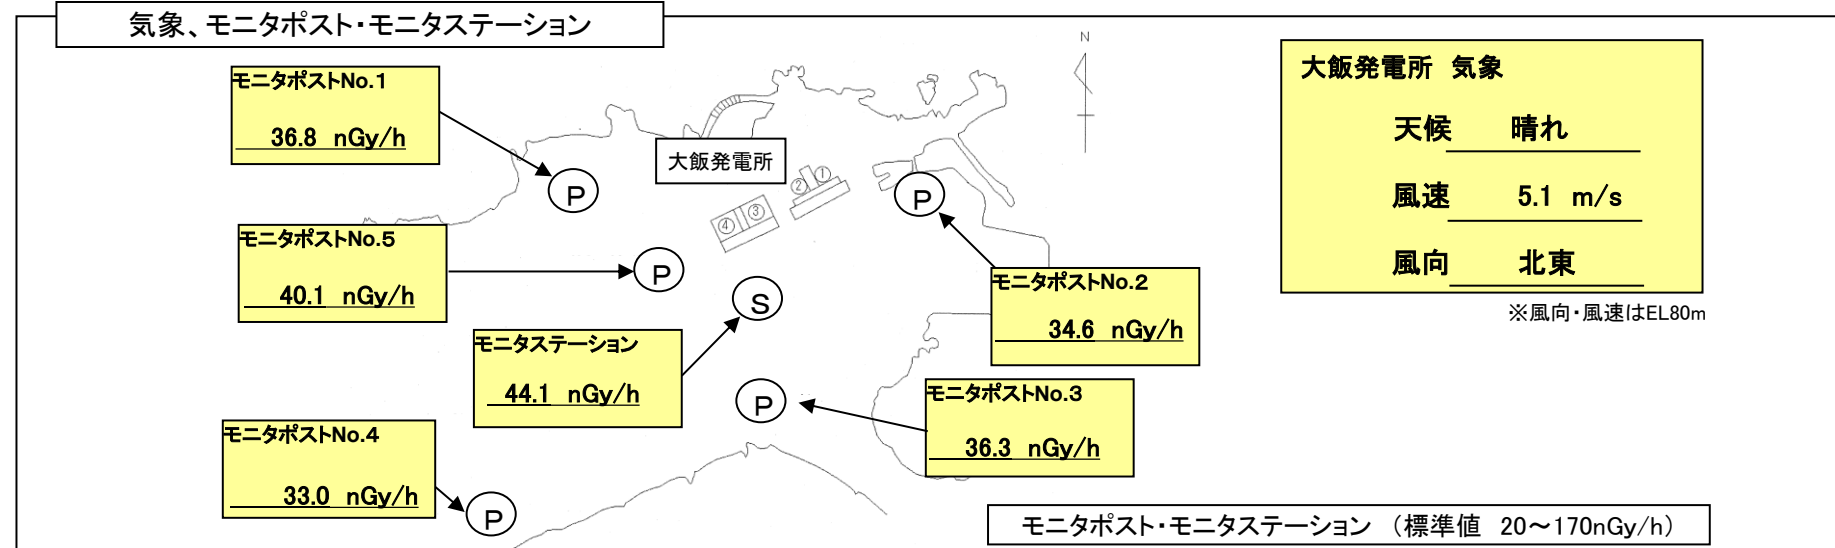 気象、モニタポスト・モニタステーション
N
モニタポストNo.1
36.8 nGy/h
P
大飯発電所
①
②
③
④
P
大飯発電所 気象
天候 晴れ
風速 5.1 m/s
風向 北東
※風向・風速はEL80m
モニタポストNo.5
40.1 nGy/h
P
モニタポストNo.2
34.6 nGy/h
S
モニタステーション
44.1 nGy/h
P
モニタポストNo.3
36.3 nGy/h
モニタポストNo.4
33.0 nGy/h
P
モニタポスト・モニタステーション (標準値 20～170nGy/h)